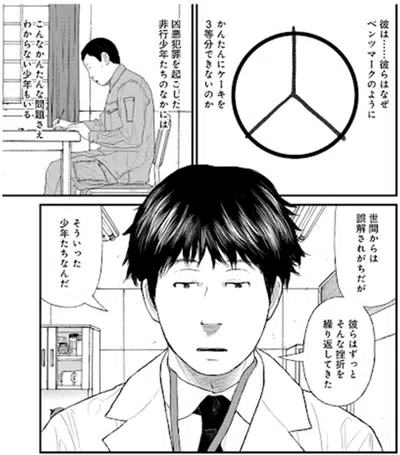 彼は……彼らはなぜ
ベンツマークのように
かんたんにケーキを
3等分できないのか
凶悪犯罪を起こした
非行少年たちのなかには
こんなかんたんな問題さえ
わからない少年もいる
世間からは
誤解されがちだが
彼らはずっと
そんな挫折を
繰り返してきた
そういった
少年たちなんだ